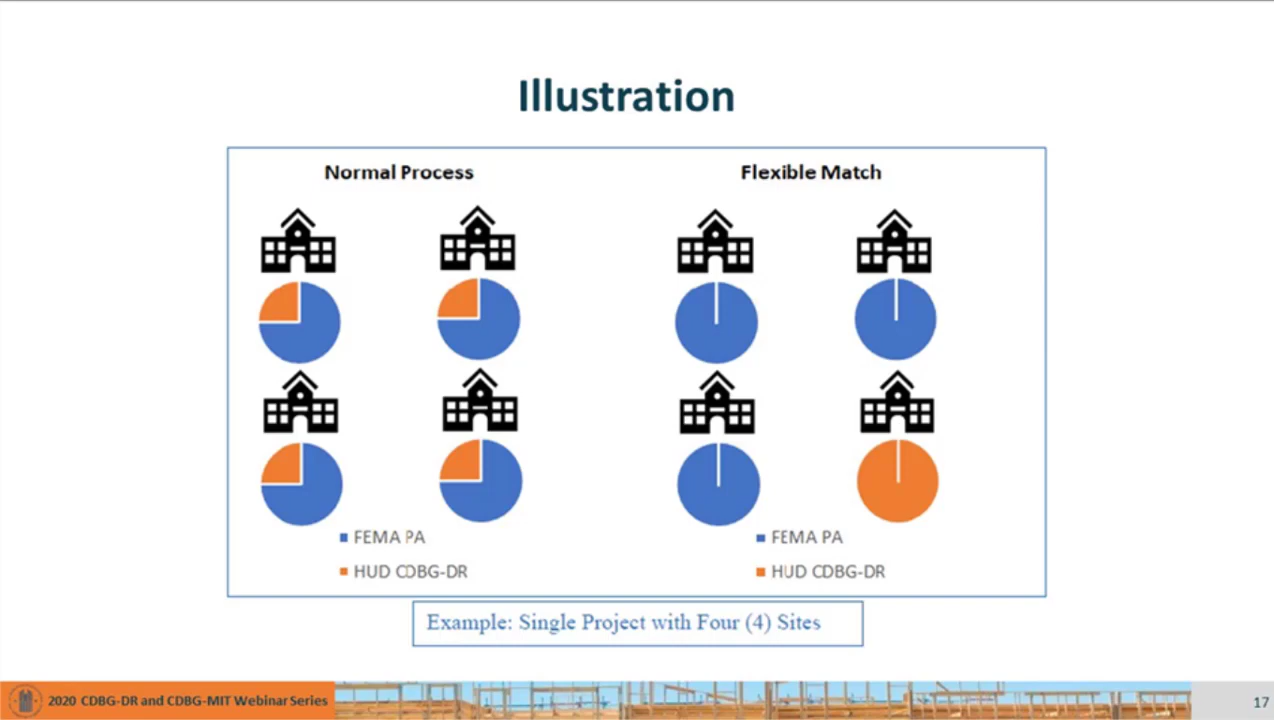 Illustration
Normal Process
Flexible Match
FEMA PA
HUD CDBG-DR
FEMA PA
HUD CDBG-DR
Example: Single Project with Four (4) Sites
2020 CDBG-DR and CDBG-MIT Webinar Series
17